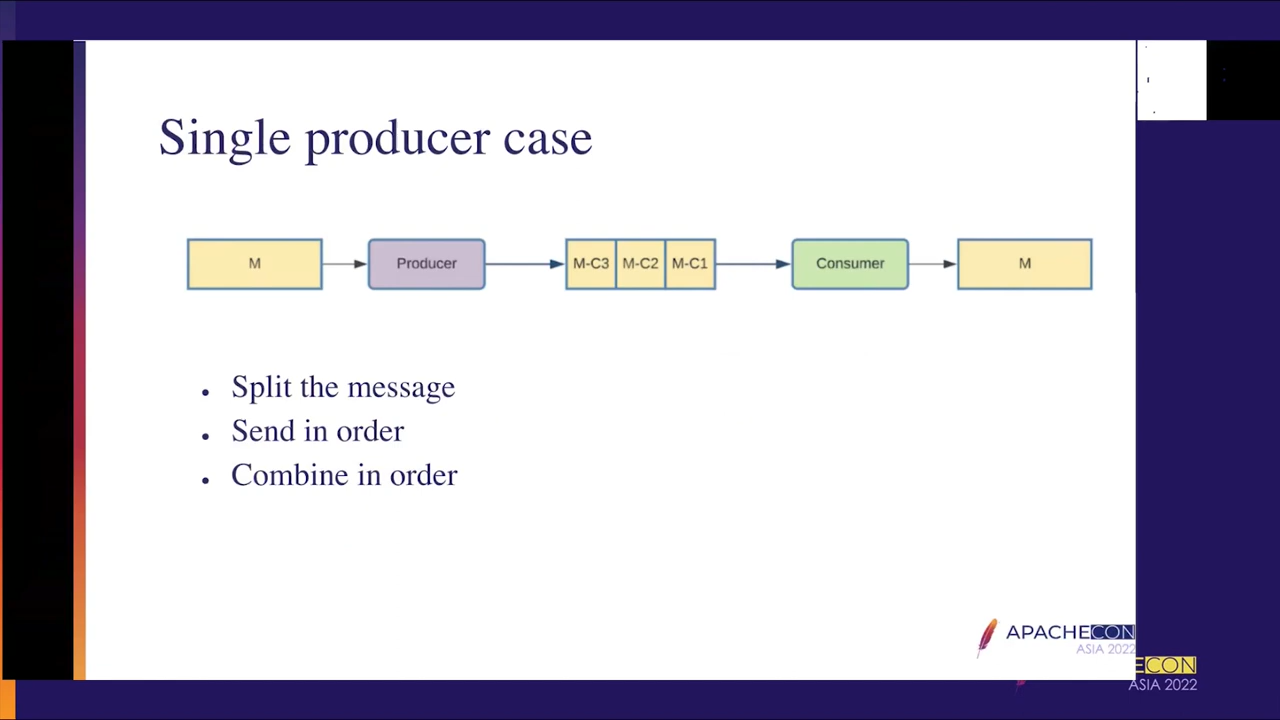 Single producer case
M
Producer
M-C3 M-C2 M-C1
Consumer
M
Split the message
Send in order
Combine in order
APACHECON
ASIA 2022
ECON
ASIA 2022